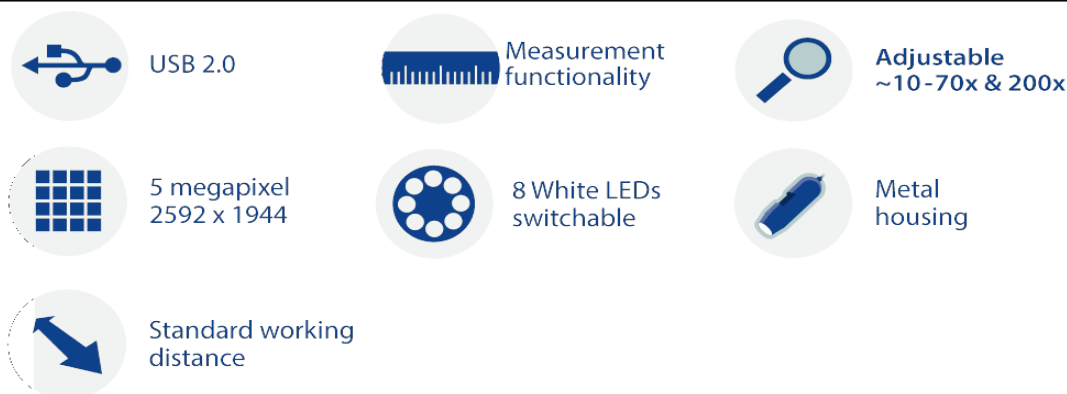 USB 2.0
Measurement
functionality
Adjustable
~10-70x & 200x
5 megapixel
2592 x 1944
8 White LEDs
switchable
Metal
housing
Standard working
distance